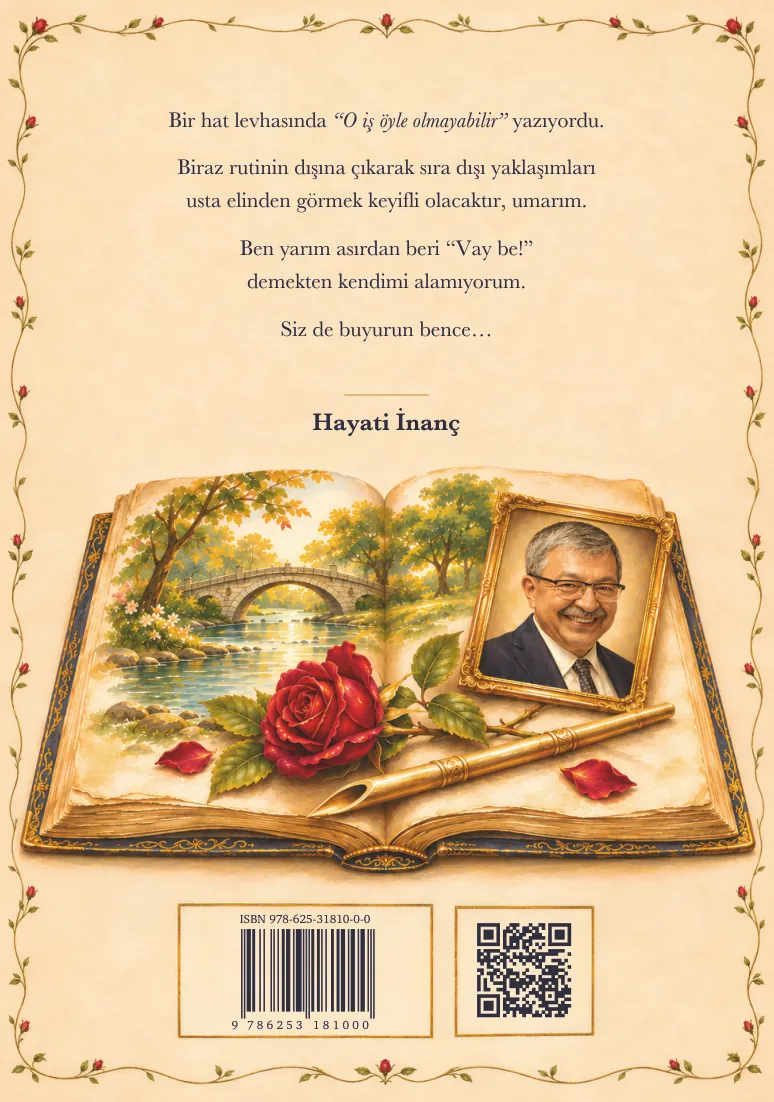 Bir hat levhasında “O iş öyle olmayabilir” yazıyordu.
Biraz rutinin dışına çıkarak sıra dışı yaklaşımları
usta elinden görmek keyifli olacaktır, umarım.
Ben yarım asırdan beri “Vay be!”
demekten kendimi alamıyorum.
Siz de buyurun bence…
Hayati İnanç
ISBN 978-625-31810-0-0
9 786253 181000